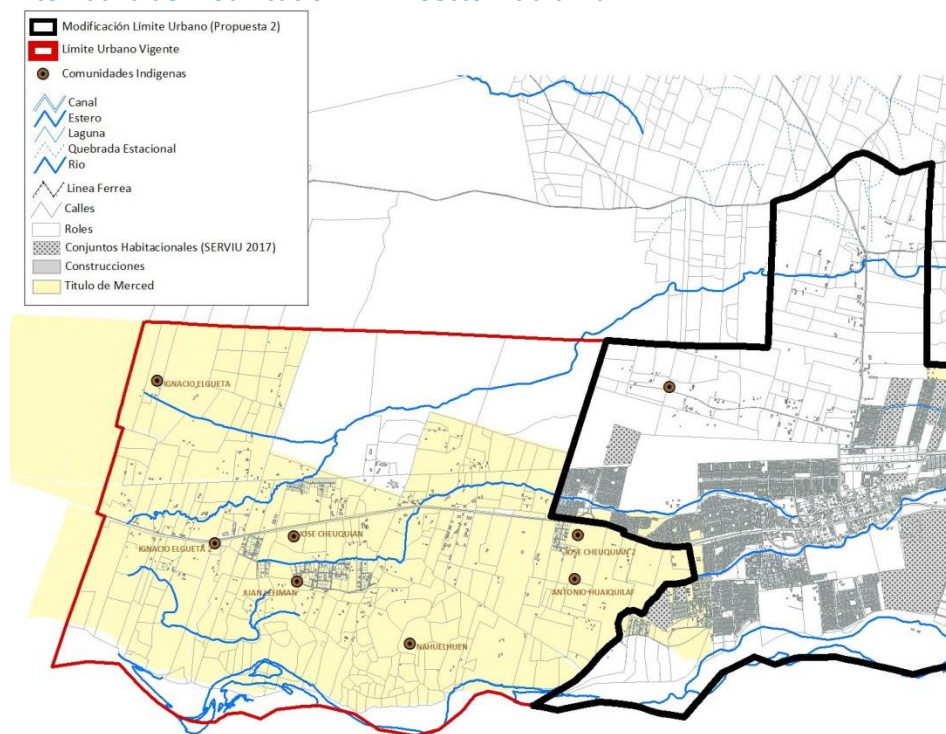 Modificación Límite Urbano (Propuesta 2)
Límite Urbano Vigente
Comunidades Indigenas
Canal
Estero
Laguna
Quebrada Estacional
Rio
Linea Ferrea
Calles
Roles
Conjuntos Habitacionales (SERVIU 2017)
Construcciones
Titulo de Merced
IGNACIO ELGUETA
JOSE CHEUQUIAN
IGNACIO ELGUETA 2
JOSE CHEUQUIAN 2
JUAN LEHMAN
ANTONIO HUAIQUILAF
NAHUELHUEN